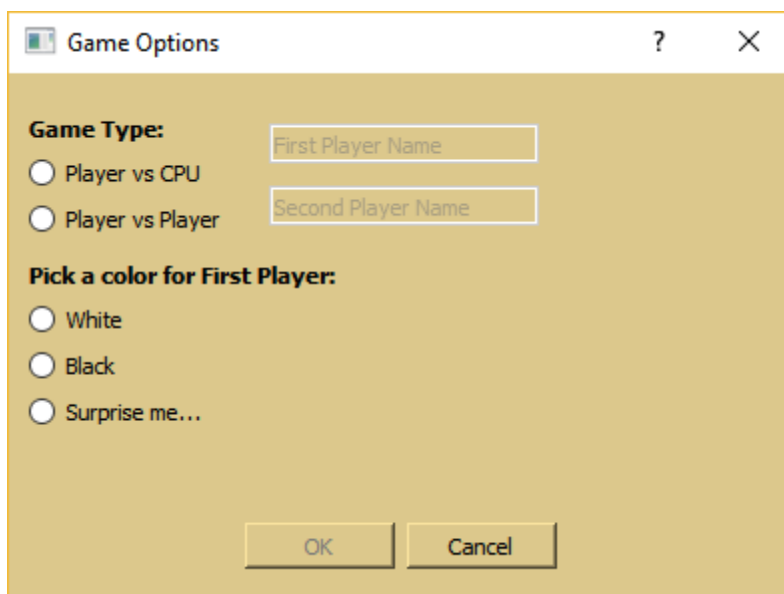 Game Options
?
Game Type:
First Player Name
Player vs CPU
Second Player Name
Player vs Player
Pick a color for First Player:
White
Black
Surprise me...
OK
Cancel